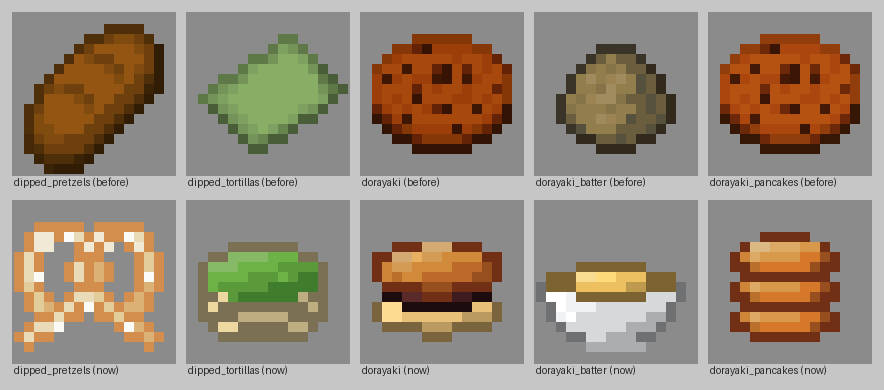 dipped_pretzels (before)
dipped_tortillas (before)
dorayaki (before)
dorayaki_batter (before)
dorayaki_pancakes (before)
dipped_pretzels (now)
dipped_tortillas (now)
dorayaki (now)
dorayaki_batter (now)
dorayaki_pancakes (now)